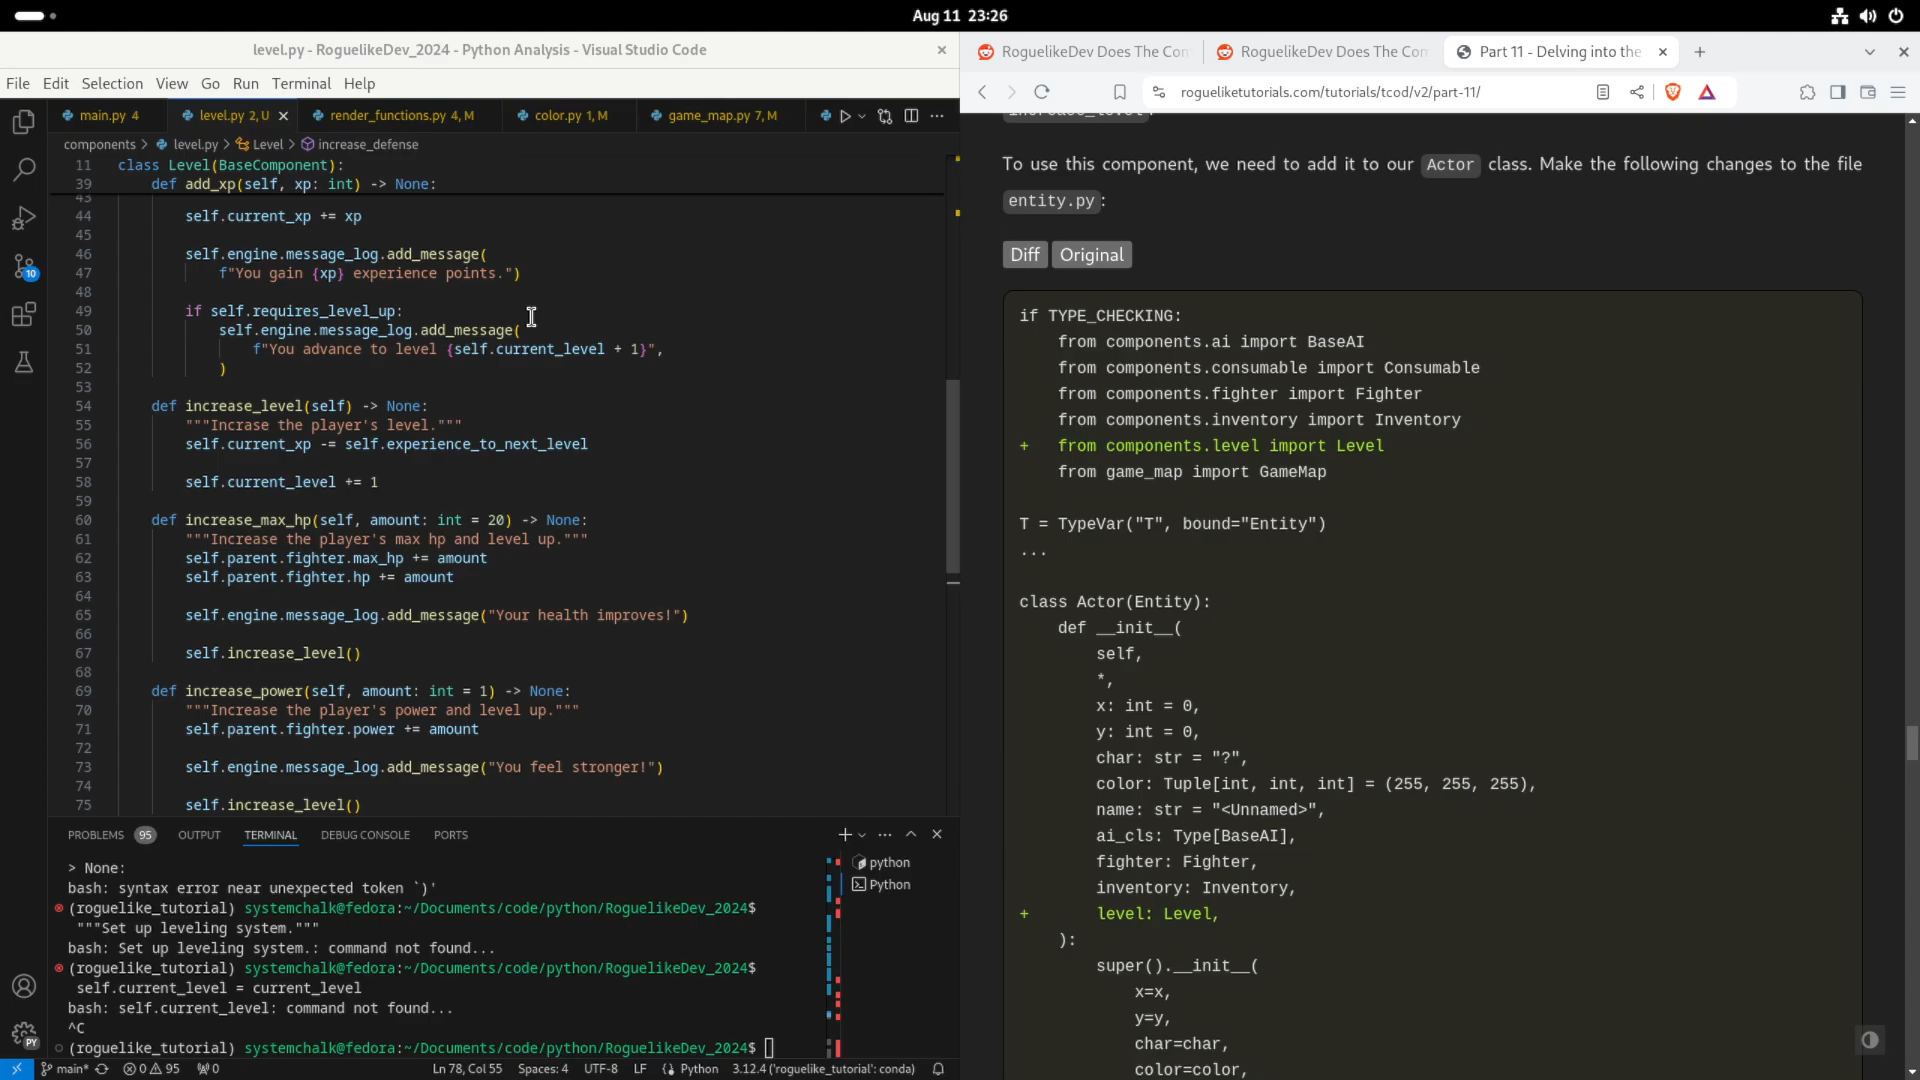 Aug 11 23:26
level.py - RoguelikeDev_2024 - Python Analysis - Visual Studio Code
File Edit Selection View Go Run Terminal Help
main.py 4
level.py 2, U
render_functions.py 4, M
color.py 1, M
game_map.py 7, M
components > level.py > Level > increase_defense
11 class Level(BaseComponent):
39 def add_xp(self, xp: int) -> None:
43
44 self.current_xp += xp
45
46 self.engine.message_log.add_message(
47 f"You gain {xp} experience points.")
48
49 if self.requires_level_up:
50 self.engine.message_log.add_message(
51 f"You advance to level {self.current_level + 1}",
52 )
53
54 def increase_level(self) -> None:
55 """Incrase the player's level."""
56 self.current_xp -= self.experience_to_next_level
57
58 self.current_level += 1
59
60 def increase_max_hp(self, amount: int = 20) -> None:
61 """Increase the player's max hp and level up."""
62 self.parent.fighter.max_hp += amount
63 self.parent.fighter.hp += amount
64
65 self.engine.message_log.add_message("Your health improves!")
66
67 self.increase_level()
68
69 def increase_power(self, amount: int = 1) -> None:
70 """Increase the player's power and level up."""
71 self.parent.fighter.power += amount
72
73 self.engine.message_log.add_message("You feel stronger!")
74
75 self.increase_level()
10
PY
PROBLEMS 95 OUTPUT TERMINAL DEBUG CONSOLE PORTS
> None:
bash: syntax error near unexpected token `)'
(roguelike_tutorial) systemchalk@fedora:~/Documents/code/python/RoguelikeDev_2024$
"""Set up leveling system."""
bash: Set up leveling system.: command not found...
(roguelike_tutorial) systemchalk@fedora:~/Documents/code/python/RoguelikeDev_2024$
self.current_level = current_level
bash: self.current_level: command not found...
^C
(roguelike_tutorial) systemchalk@fedora:~/Documents/code/python/RoguelikeDev_2024$
python
Python
main* 0 95 0 Ln 78, Col 55 Spaces: 4 UTF-8 LF Python 3.12.4 ('roguelike_tutorial': conda)
RoguelikeDev Does The Com
RoguelikeDev Does The Com
Part 11 - Delving into the
rogueliketutorials.com/tutorials/tcod/v2/part-11/
increase_level.
To use this component, we need to add it to our Actor class. Make the following changes to the file
entity.py:
Diff Original
if TYPE_CHECKING:
from components.ai import BaseAI
from components.consumable import Consumable
from components.fighter import Fighter
from components.inventory import Inventory
+ from components.level import Level
from game_map import GameMap
T = TypeVar("T", bound="Entity")
...
class Actor(Entity):
def __init__(
self,
*,
x: int = 0,
y: int = 0,
char: str = "?",
color: Tuple[int, int, int] = (255, 255, 255),
name: str = "<Unnamed>",
ai_cls: Type[BaseAI],
fighter: Fighter,
inventory: Inventory,
+ level: Level,
):
super().__init__(
x=x,
y=y,
char=char,
color=color,